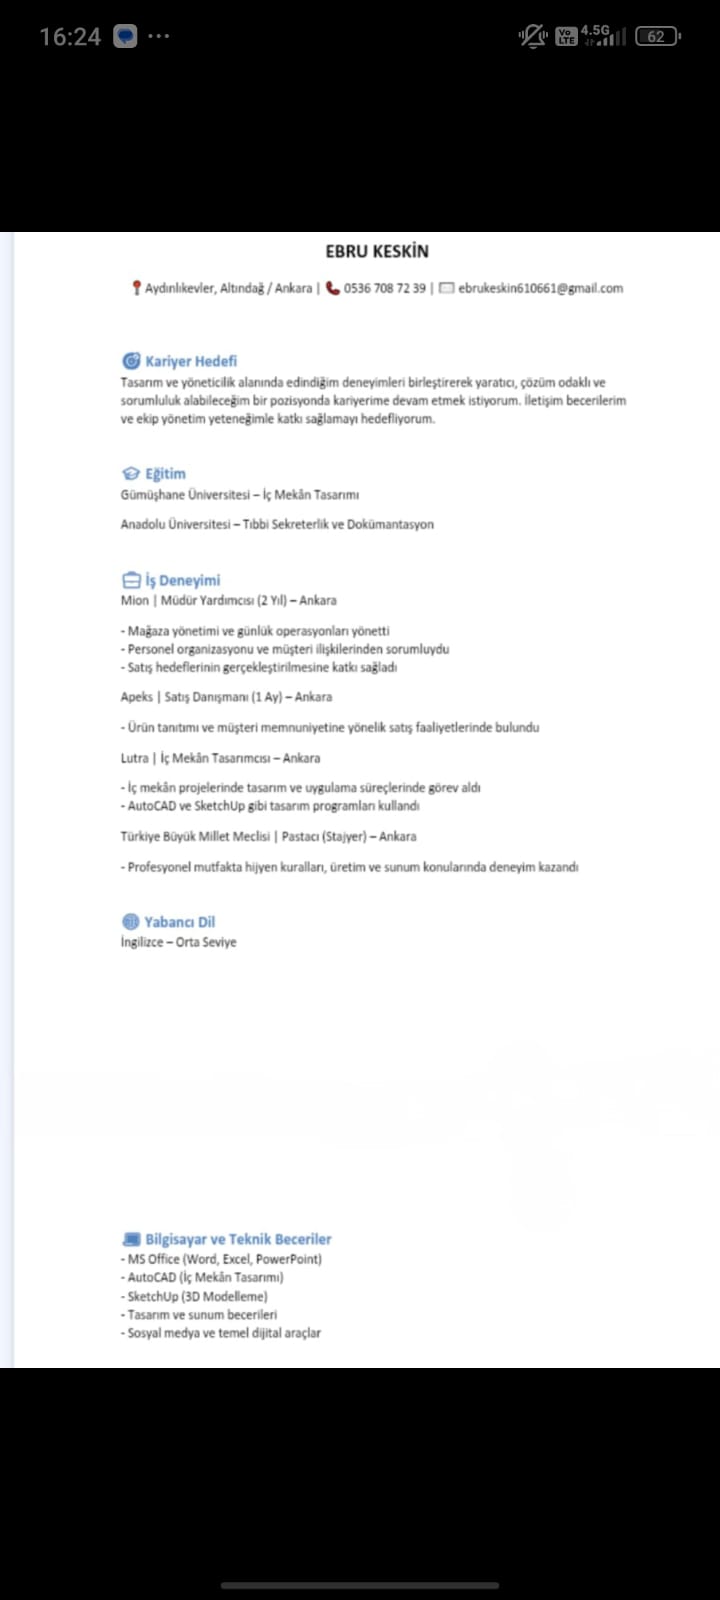 16:24
Vo LTE 4.5G 62
EBRU KESKİN
Aydınlıkevler, Altındağ / Ankara | 0536 708 72 39 | ebrukeskin610661@gmail.com
Kariyer Hedefi
Tasarım ve yöneticilik alanında edindiğim deneyimleri birleştirerek yaratıcı, çözüm odaklı ve
sorumluluk alabileceğim bir pozisyonda kariyerime devam etmek istiyorum. İletişim becerilerim
ve ekip yönetim yeteneğimle katkı sağlamayı hedefliyorum.
Eğitim
Gümüşhane Üniversitesi – İç Mekân Tasarımı
Anadolu Üniversitesi – Tıbbi Sekreterlik ve Dokümantasyon
İş Deneyimi
Mion | Müdür Yardımcısı (2 Yıl) – Ankara
- Mağaza yönetimi ve günlük operasyonları yönetti
- Personel organizasyonu ve müşteri ilişkilerinden sorumluydu
- Satış hedeflerinin gerçekleştirilmesine katkı sağladı
Apeks | Satış Danışmanı (1 Ay) – Ankara
- Ürün tanıtımı ve müşteri memnuniyetine yönelik satış faaliyetlerinde bulundu
Lutra | İç Mekân Tasarımcısı – Ankara
- İç mekân projelerinde tasarım ve uygulama süreçlerinde görev aldı
- AutoCAD ve SketchUp gibi tasarım programları kullandı
Türkiye Büyük Millet Meclisi | Pastacı (Stajyer) – Ankara
- Profesyonel mutfakta hijyen kuralları, üretim ve sunum konularında deneyim kazandı
Yabancı Dil
İngilizce – Orta Seviye
Bilgisayar ve Teknik Beceriler
- MS Office (Word, Excel, PowerPoint)
- AutoCAD (İç Mekân Tasarımı)
- SketchUp (3D Modelleme)
- Tasarım ve sunum becerileri
- Sosyal medya ve temel dijital araçlar